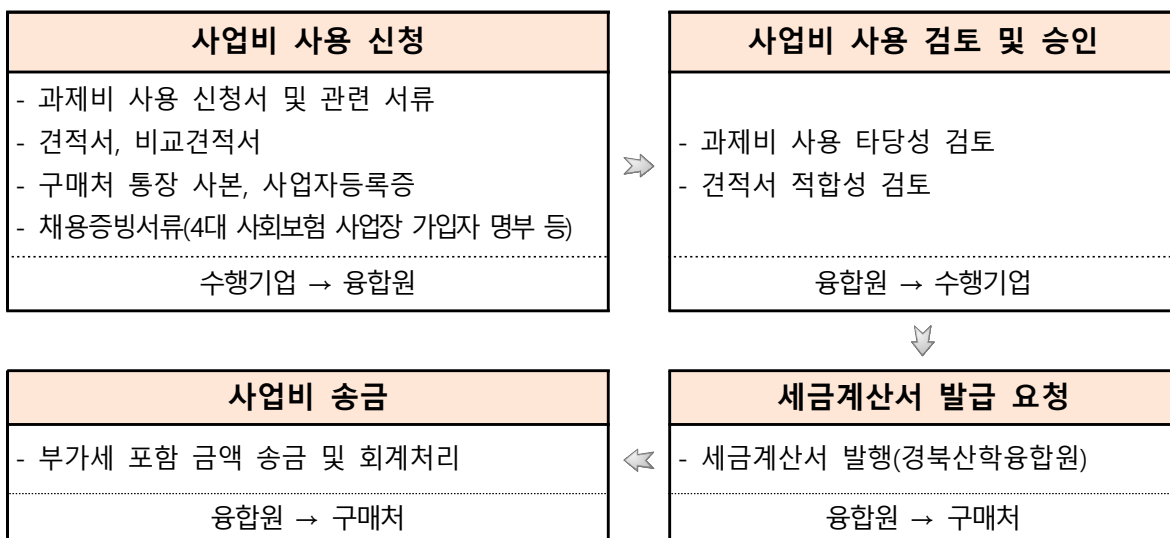 사업비 사용 신청
- 과제비 사용 신청서 및 관련 서류
- 견적서, 비교견적서
- 구매처 통장 사본, 사업자등록증
- 채용증빙서류(4대 사회보험 사업장 가입자 명부 등)
수행기업 → 융합원
사업비 사용 검토 및 승인
- 과제비 사용 타당성 검토
- 견적서 적합성 검토
융합원 → 수행기업
세금계산서 발급 요청
- 세금계산서 발행(경북산학융합원)
융합원 → 구매처
사업비 송금
- 부가세 포함 금액 송금 및 회계처리
융합원 → 구매처